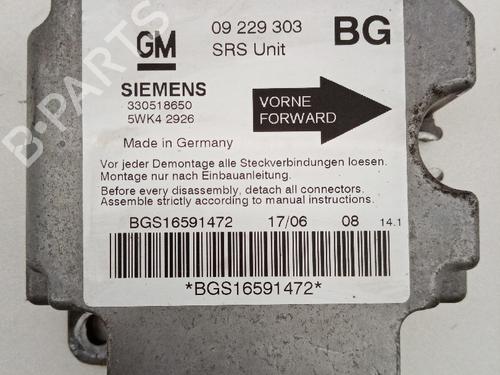 GM
09 229 303
SRS Unit
BG
SIEMENS
330518650
5WK4 2926
VORNE
FORWARD
Made in Germany
Vor jeder Demontage alle Steckverbindungen loesen.
Montage nur nach Einbauanleitung.
Before every disassembly, detach all connectors.
Assemble strictly according to manual instructions.
BGS16591472 17/06 08 14.1
*BGS16591472*
B-PARTS